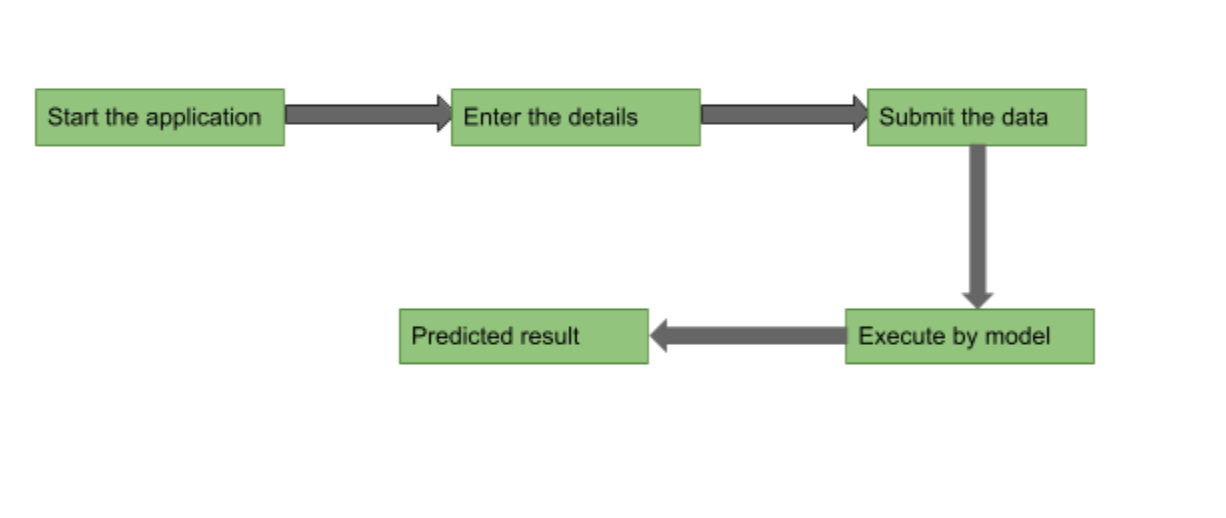 Start the application
Enter the details
Submit the data
Execute by model
Predicted result